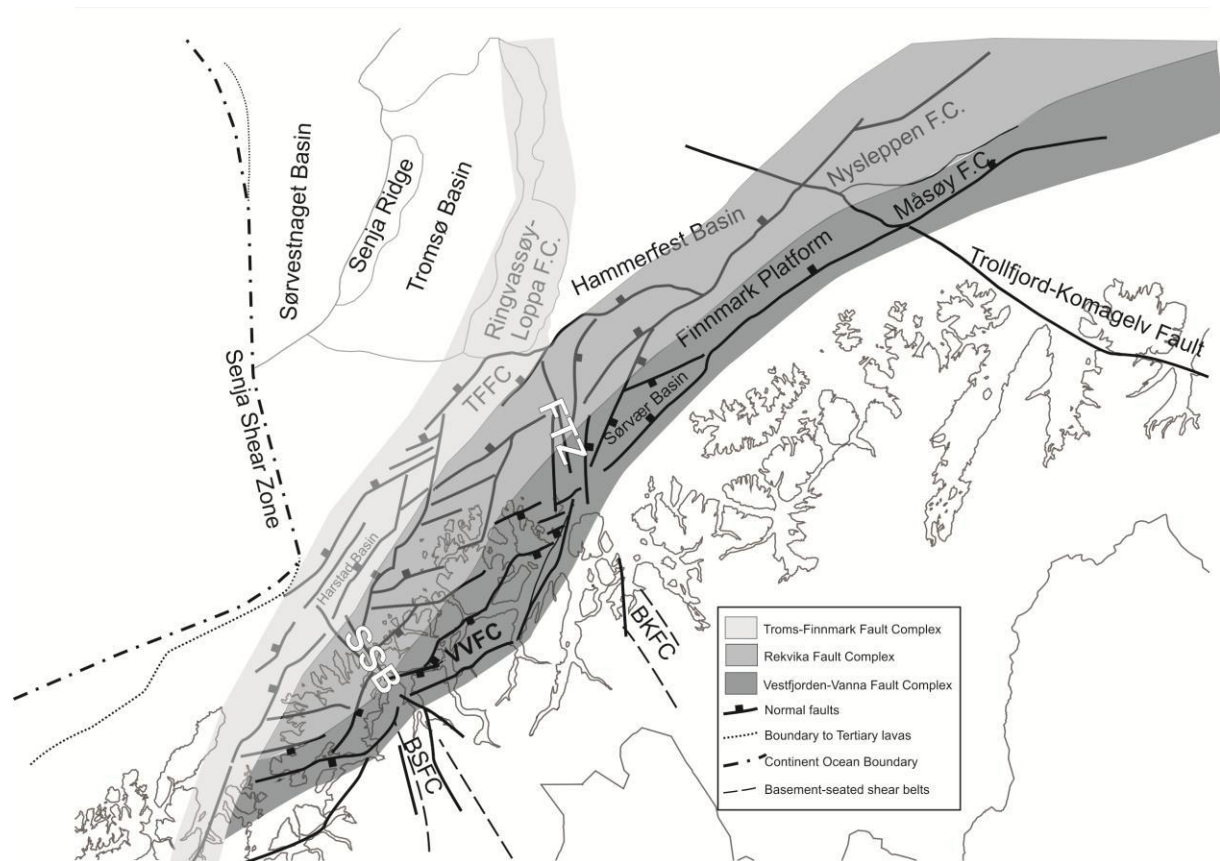 Sørvestnaget Basin
Senja Ridge
Tromsø Basin
Ringvassøy-
Loppa F.C.
Hammerfest Basin
Nysleppen F.C.
Måsøy F.C.
Finnmark Platform
Trollfjord-Komagelv Fault
Senja Shear Zone
TFFC
FTZ
Sørvær Basin
Harstad Basin
SSB
VVFC
BKFC
BSFC
Troms-Finnmark Fault Complex
Rekvika Fault Complex
Vestfjorden-Vanna Fault Complex
Normal faults
Boundary to Tertiary lavas
Continent Ocean Boundary
Basement-seated shear belts